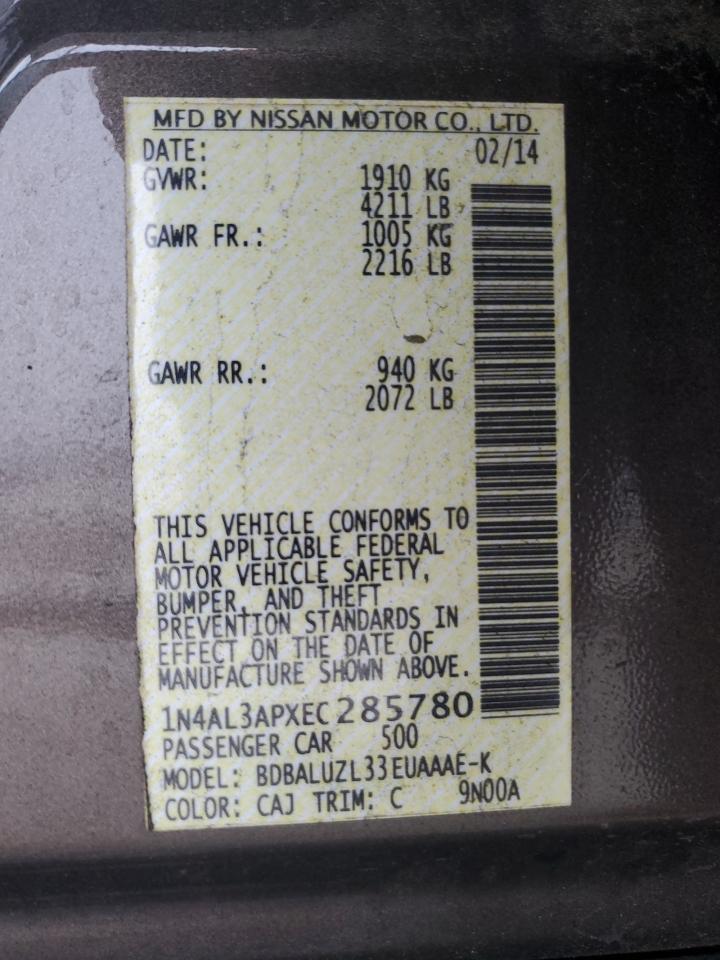 MFD BY NISSAN MOTOR CO., LTD.
DATE: 02/14
GVWR: 1910 KG
4211 LB
GAWR FR.: 1005 KG
2216 LB
GAWR RR.: 940 KG
2072 LB
THIS VEHICLE CONFORMS TO
ALL APPLICABLE FEDERAL
MOTOR VEHICLE SAFETY,
BUMPER, AND THEFT
PREVENTION STANDARDS IN
EFFECT ON THE DATE OF
MANUFACTURE SHOWN ABOVE.
1N4AL3APXEC285780
PASSENGER CAR 500
MODEL: BDBALUZL33EUAAAE-K
COLOR: CAJ TRIM: C 9N00A